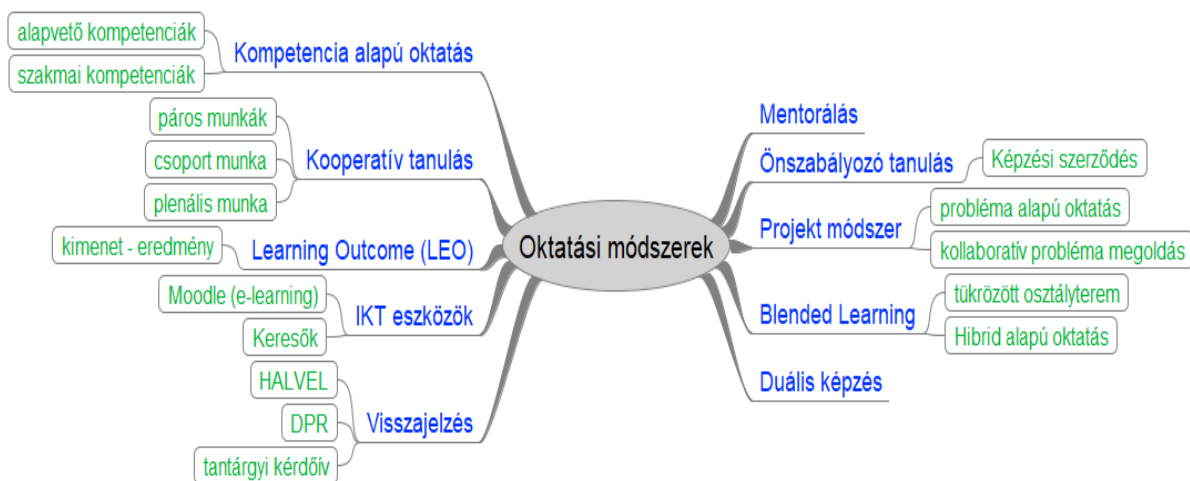 alapvető kompetenciák
szakmai kompetenciák
Kompetencia alapú oktatás
páros munkák
csoport munka
plenális munka
Kooperatív tanulás
kimenet - eredmény
Learning Outcome (LEO)
Moodle (e-learning)
Keresők
IKT eszközök
HALVEL
DPR
tantárgyi kérdőív
Visszajelzés
Oktatási módszerek
Mentorálás
Önszabályozó tanulás
Képzési szerződés
Projekt módszer
probléma alapú oktatás
kollaboratív probléma megoldás
Blended Learning
tükrözött osztályterem
Hibrid alapú oktatás
Duális képzés